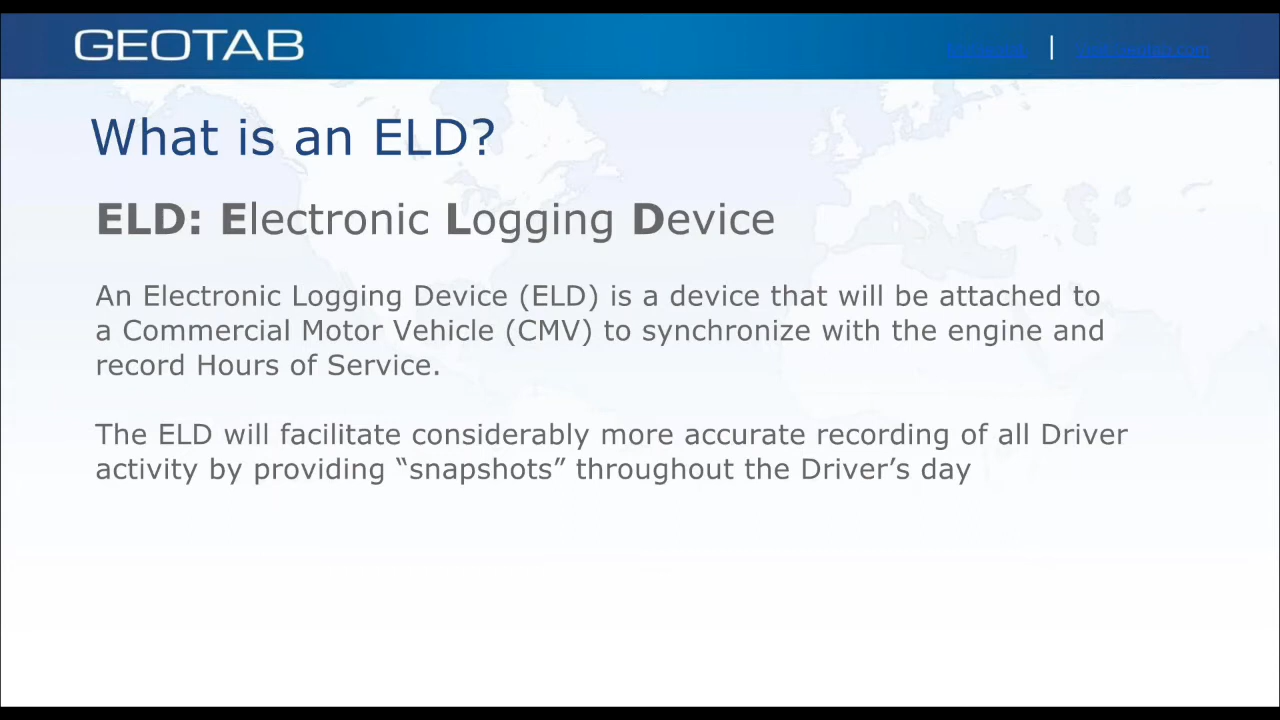 GEOTAB
What is an ELD?
ELD: Electronic Logging Device
An Electronic Logging Device (ELD) is a device that will be attached to
a Commercial Motor Vehicle (CMV) to synchronize with the engine and
record Hours of Service.
The ELD will facilitate considerably more accurate recording of all Driver
activity by providing “snapshots” throughout the Driver’s day